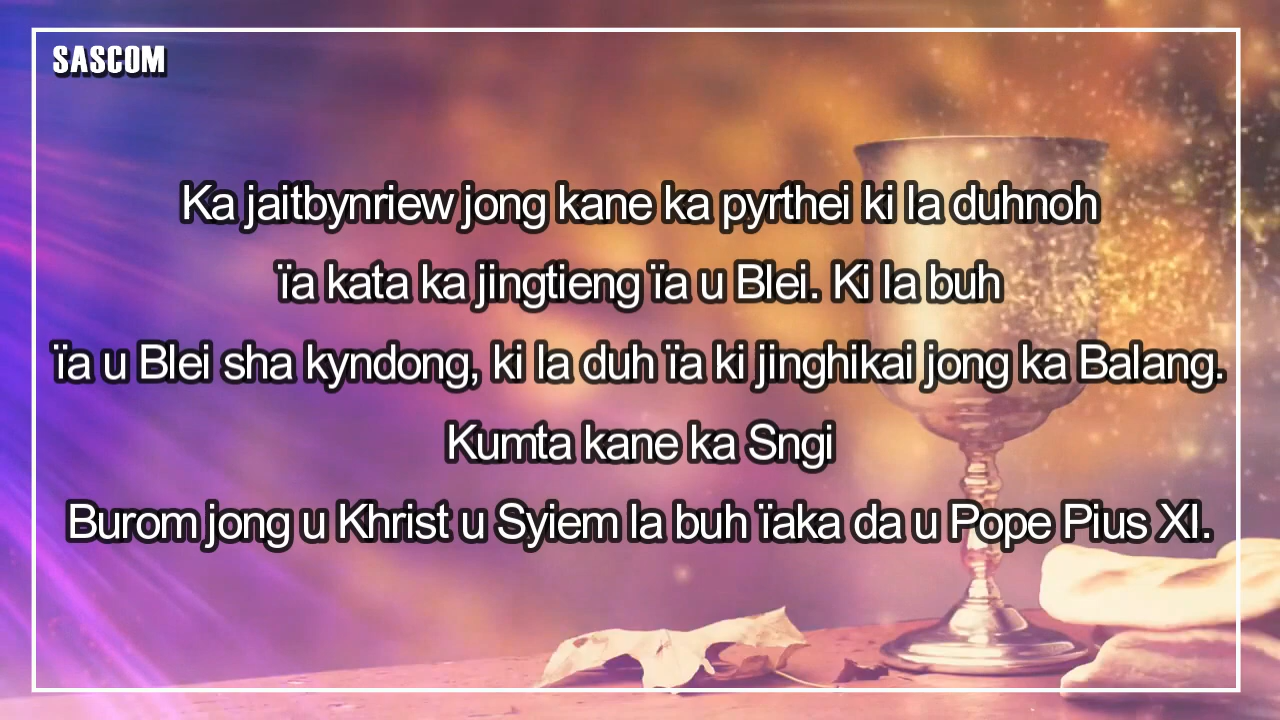 SASCOM
Ka jaitbynriew jong kane ka pyrthei ki la duhnoh
ïa kata ka jingtieng ïa u Blei. Ki la buh
ïa u Blei sha kyndong, ki la duh ïa ki jinghikai jong ka Balang.
Kumta kane ka Sngi
Burom jong u Khrist u Syiem la buh ïaka da u Pope Pius XI.